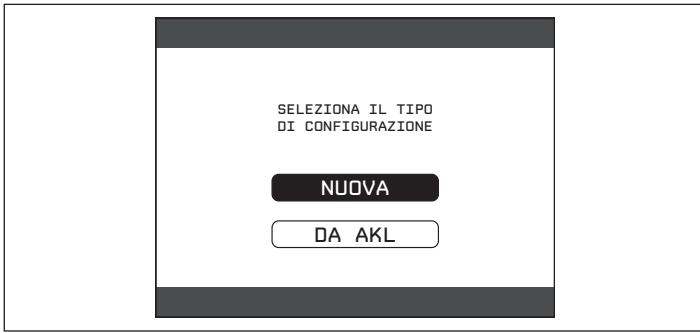 SELEZIONA IL TIPO
DI CONFIGURAZIONE
NUOVA
DA AKL